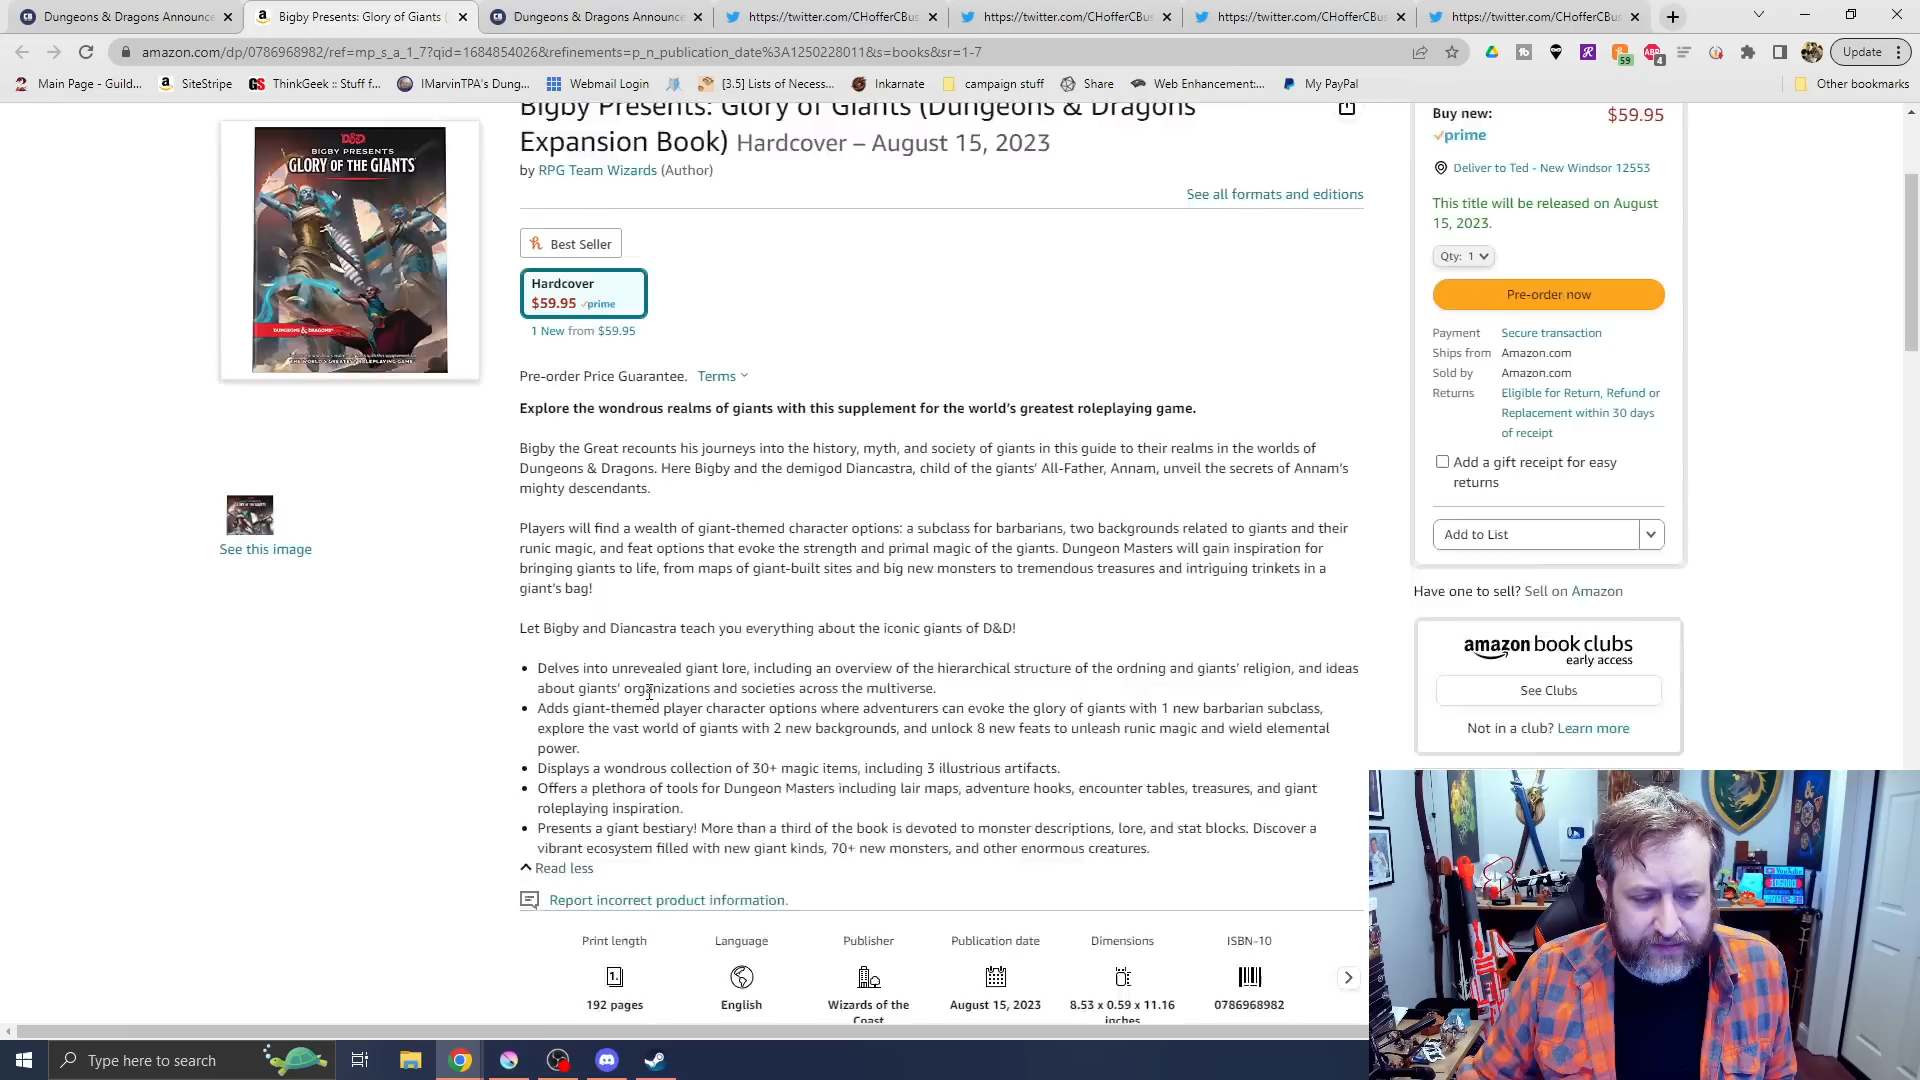 Dungeons & Dragons Announce
Bigby Presents: Glory of Giants (
Dungeons & Dragons Announce
https://twitter.com/CHofferCBus
https://twitter.com/CHofferCBus
https://twitter.com/CHofferCBus
https://twitter.com/CHofferCBus
amazon.com/dp/0786968982/ref=mp_s_a_1_7?qid=1684854026&refinements=p_n_publication_date%3A1250228011&s=books&sr=1-7
59
4
Update
Main Page - Guild...
SiteStripe
ThinkGeek :: Stuff f...
IMarvinTPA's Dung...
Webmail Login
[3.5] Lists of Necess...
Inkarnate
campaign stuff
Share
Web Enhancement:...
My PayPal
Other bookmarks
Bigby Presents: Glory of Giants (Dungeons & Dragons
Expansion Book) Hardcover – August 15, 2023
by RPG Team Wizards (Author)
See all formats and editions
D&D
BIGBY PRESENTS
GLORY OF THE GIANTS
DUNGEONS & DRAGONS
THE WORLD'S GREATEST ROLEPLAYING GAME
See this image
Best Seller
Hardcover
$59.95 prime
1 New from $59.95
Pre-order Price Guarantee. Terms
Explore the wondrous realms of giants with this supplement for the world's greatest roleplaying game.
Bigby the Great recounts his journeys into the history, myth, and society of giants in this guide to their realms in the worlds of
Dungeons & Dragons. Here Bigby and the demigod Diancastra, child of the giants' All-Father, Annam, unveil the secrets of Annam's
mighty descendants.
Players will find a wealth of giant-themed character options: a subclass for barbarians, two backgrounds related to giants and their
runic magic, and feat options that evoke the strength and primal magic of the giants. Dungeon Masters will gain inspiration for
bringing giants to life, from maps of giant-built sites and big new monsters to tremendous treasures and intriguing trinkets in a
giant's bag!
Let Bigby and Diancastra teach you everything about the iconic giants of D&D!
• Delves into unrevealed giant lore, including an overview of the hierarchical structure of the ordning and giants' religion, and ideas
about giants' organizations and societies across the multiverse.
• Adds giant-themed player character options where adventurers can evoke the glory of giants with 1 new barbarian subclass,
explore the vast world of giants with 2 new backgrounds, and unlock 8 new feats to unleash runic magic and wield elemental
power.
• Displays a wondrous collection of 30+ magic items, including 3 illustrious artifacts.
• Offers a plethora of tools for Dungeon Masters including lair maps, adventure hooks, encounter tables, treasures, and giant
roleplaying inspiration.
• Presents a giant bestiary! More than a third of the book is devoted to monster descriptions, lore, and stat blocks. Discover a
vibrant ecosystem filled with new giant kinds, 70+ new monsters, and other enormous creatures.
Read less
Report incorrect product information.
Print length
Language
Publisher
Publication date
Dimensions
ISBN-10
192 pages
English
Wizards of the
Coast
August 15, 2023
8.53 x 0.59 x 11.16
inches
0786968982
Buy new:
$59.95
prime
Deliver to Ted - New Windsor 12553
This title will be released on August
15, 2023.
Qty: 1
Pre-order now
Payment Secure transaction
Ships from Amazon.com
Sold by Amazon.com
Returns Eligible for Return, Refund or
Replacement within 30 days
of receipt
Add a gift receipt for easy
returns
Add to List
Have one to sell? Sell on Amazon
amazon book clubs
early access
See Clubs
Not in a club? Learn more
Type here to search